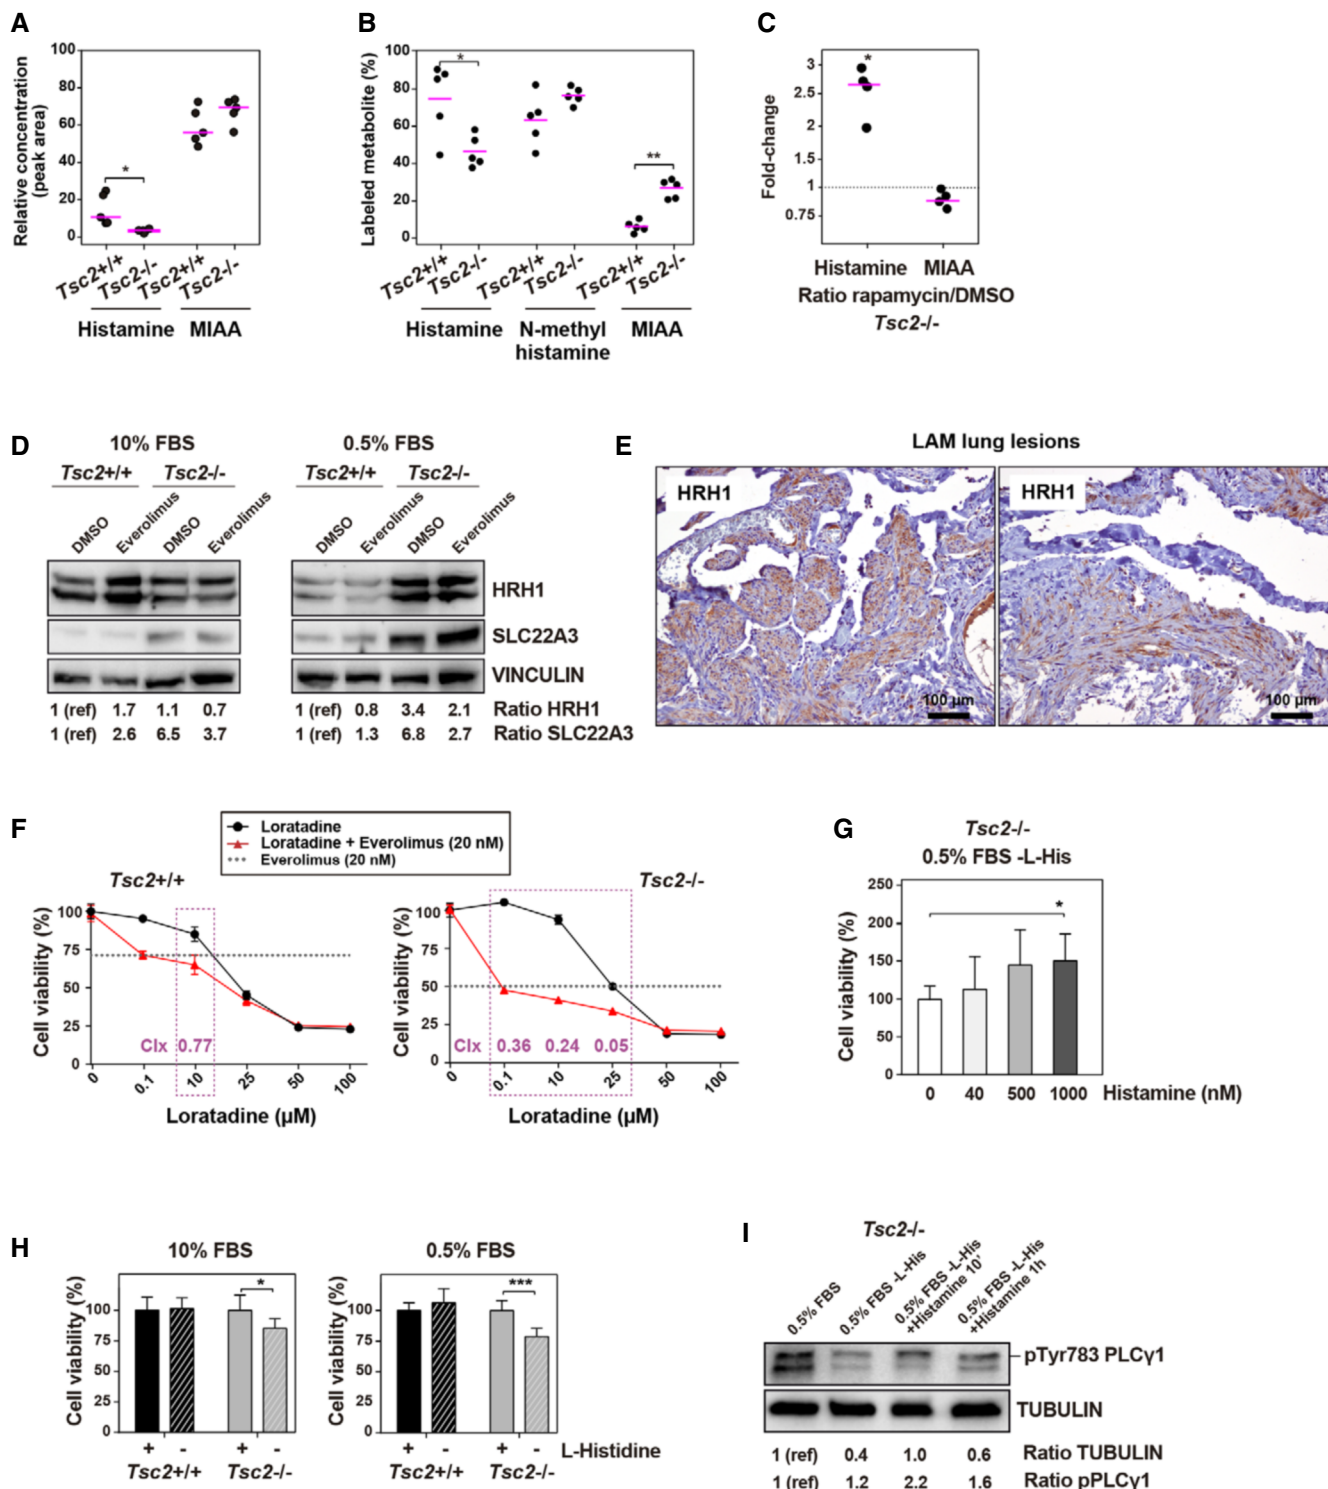 A
Relative concentration
(peak area)
100
80
60
40
20
0
*
Tsc2+/+
Tsc2-/-
Tsc2+/+
Tsc2-/-
Histamine
MIAA
B
Labeled metabolite (%)
100
80
60
40
20
0
*
**
Tsc2+/+
Tsc2-/-
Tsc2+/+
Tsc2-/-
Tsc2+/+
Tsc2-/-
Histamine
N-methyl
histamine
MIAA
C
Fold-change
3
2.5
2
1.5
1
0.75
*
Histamine MIAA
Ratio rapamycin/DMSO
Tsc2-/-
D
10% FBS
Tsc2+/+ Tsc2-/-
DMSO
Everolimus
DMSO
Everolimus
0.5% FBS
Tsc2+/+ Tsc2-/-
DMSO
Everolimus
DMSO
Everolimus
HRH1
SLC22A3
VINCULIN
1 (ref) 1.7 1.1 0.7 1 (ref) 0.8 3.4 2.1 Ratio HRH1
1 (ref) 2.6 6.5 3.7 1 (ref) 1.3 6.8 2.7 Ratio SLC22A3
E
LAM lung lesions
HRH1
100 µm
HRH1
100 µm
F
Loratadine
Loratadine + Everolimus (20 nM)
Everolimus (20 nM)
Tsc2+/+
Cell viability (%)
100
75
50
25
0
CIx 0.77
0 0.1 10 25 50 100
Loratadine (µM)
Tsc2-/-
Cell viability (%)
100
75
50
25
0
CIx 0.36 0.24 0.05
0 0.1 10 25 50 100
Loratadine (µM)
G
Tsc2-/-
0.5% FBS -L-His
Cell viability (%)
250
200
150
100
50
0
*
0 40 500 1000 Histamine (nM)
H
10% FBS
Cell viability (%)
100
75
50
25
0
*
+ - + -
Tsc2+/+ Tsc2-/-
0.5% FBS
Cell viability (%)
100
75
50
25
0
***
+ - + - L-Histidine
Tsc2+/+ Tsc2-/-
I
Tsc2-/-
0.5% FBS
0.5% FBS -L-His
0.5% FBS -L-His
+Histamine 10'
0.5% FBS -L-His
+Histamine 1h
pTyr783 PLCγ1
TUBULIN
1 (ref) 0.4 1.0 0.6 Ratio TUBULIN
1 (ref) 1.2 2.2 1.6 Ratio pPLCγ1